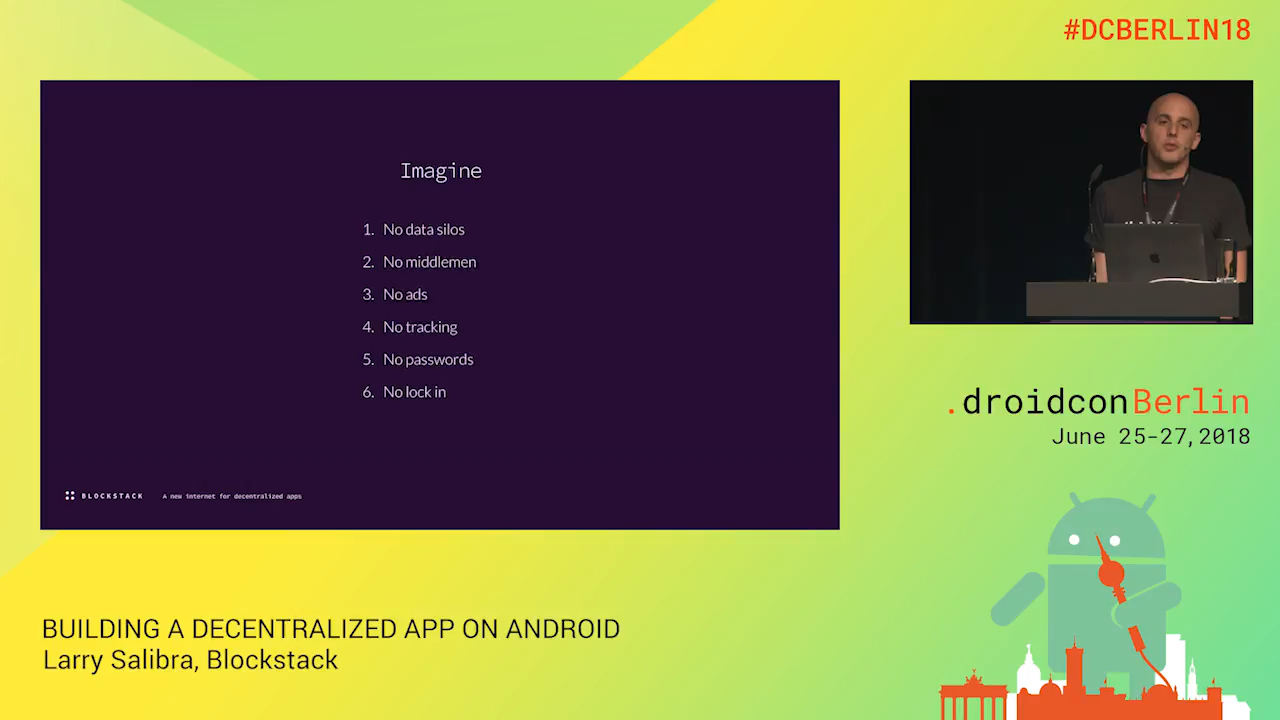 #DCBERLIN18
Imagine
1. No data silos
2. No middlemen
3. No ads
4. No tracking
5. No passwords
6. No lock in
BLOCKSTACK A new internet for decentralized apps
.droidconBerlin
June 25-27, 2018
BUILDING A DECENTRALIZED APP ON ANDROID
Larry Salibra, Blockstack